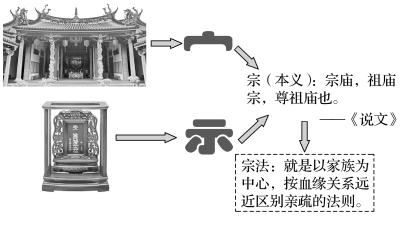 宀
宗（本义）：宗庙，祖庙
宗，尊祖庙也。
——《说文》
示
宗法：就是以家族为
中心，按血缘关系远
近区别亲疏的法则。